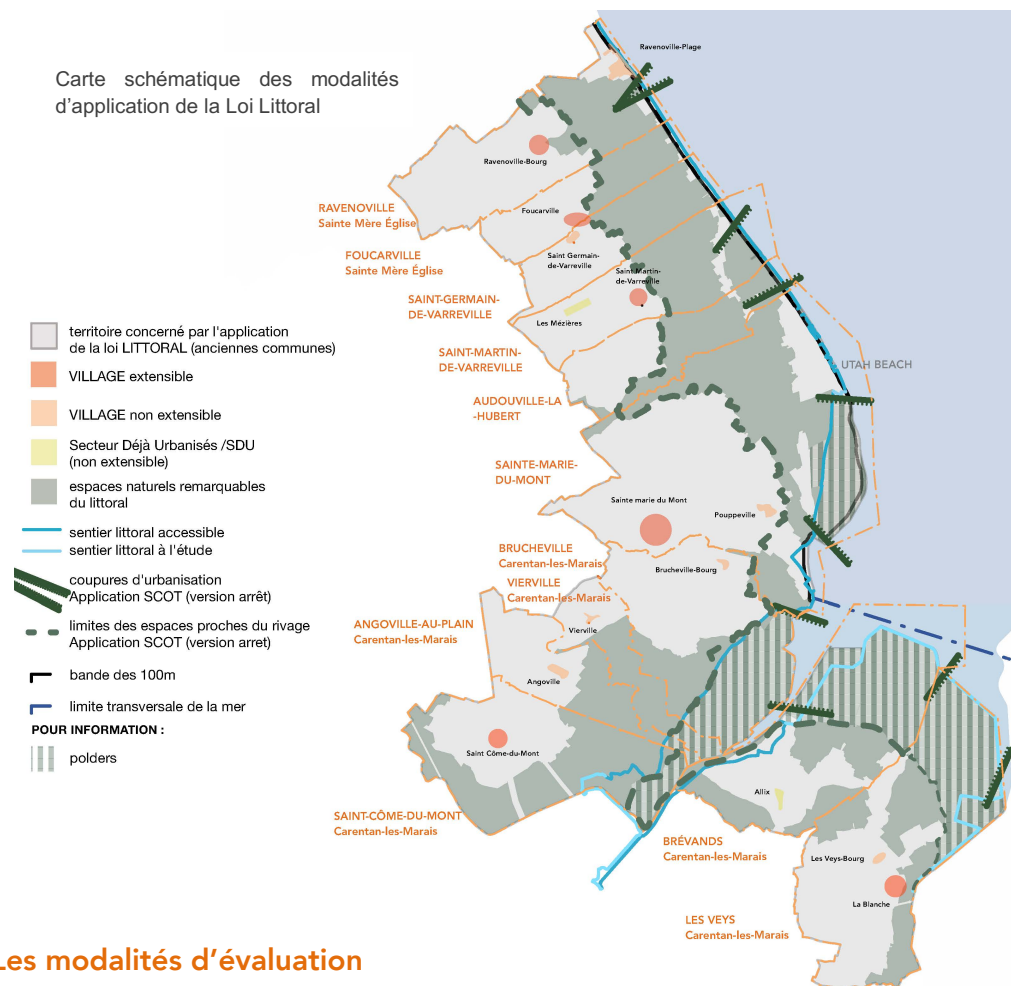 Carte schématique des modalités
d'application de la Loi Littoral
Ravenoville-Plage
Ravenoville-Bourg
RAVENOVILLE
Sainte Mère Église
Foucarville
FOUCARVILLE
Sainte Mère Église
Saint Germain-
de-Varreville
Saint Martin-
de-Varreville
SAINT-GERMAIN-
DE-VARREVILLE
Les Mézières
SAINT-MARTIN-
DE-VARREVILLE
UTAH BEACH
AUDOUVILLE-LA
-HUBERT
SAINTE-MARIE-
DU-MONT
Sainte marie du Mont
Pouppeville
BRUCHEVILLE
Carentan-les-Marais
Brucheville-Bourg
VIERVILLE
Carentan-les-Marais
Vierville
ANGOVILLE-AU-PLAIN
Carentan-les-Marais
Angoville
Saint Côme-du-Mont
SAINT-CÔME-DU-MONT
Carentan-les-Marais
Allix
BRÉVANDS
Carentan-les-Marais
Les Veys-Bourg
La Blanche
LES VEYS
Carentan-les-Marais
territoire concerné par l'application
de la loi LITTORAL (anciennes communes)
VILLAGE extensible
VILLAGE non extensible
Secteur Déjà Urbanisés /SDU
(non extensible)
espaces naturels remarquables
du littoral
sentier littoral accessible
sentier littoral à l'étude
coupures d'urbanisation
Application SCOT (version arrêt)
limites des espaces proches du rivage
Application SCOT (version arret)
bande des 100m
limite transversale de la mer
POUR INFORMATION :
polders
Les modalités d'évaluation